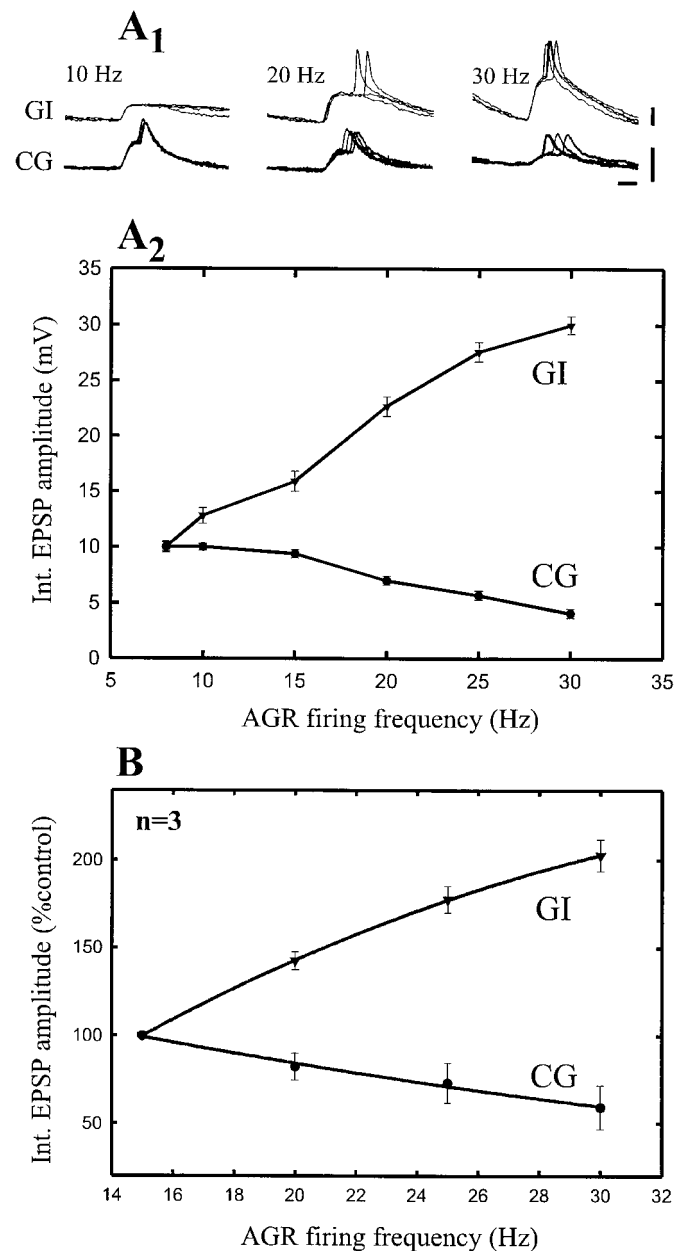 A1
10 Hz 20 Hz 30 Hz
GI
CG
A2
35
30
25
20
15
10
5
0
Int. EPSP amplitude (mV)
GI
CG
5 10 15 20 25 30 35
AGR firing frequency (Hz)
B
n=3
200
150
100
50
Int. EPSP amplitude (%control)
GI
CG
14 16 18 20 22 24 26 28 30 32
AGR firing frequency (Hz)